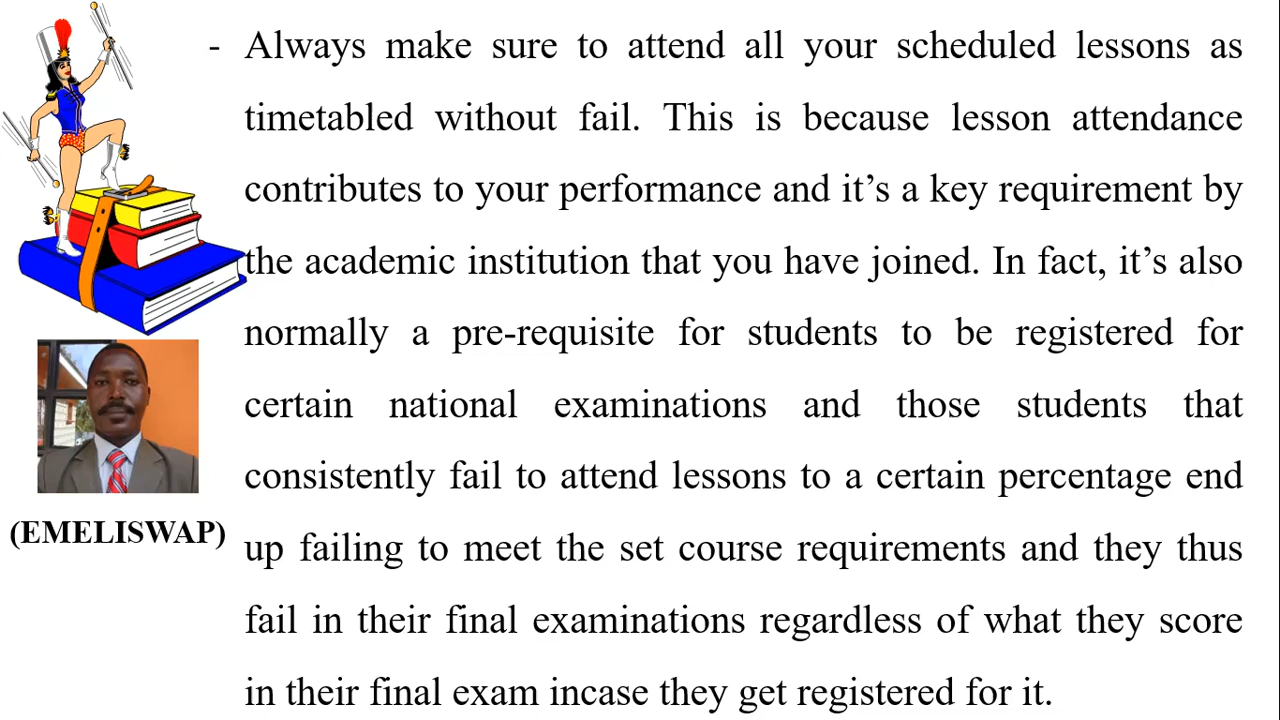 - Always make sure to attend all your scheduled lessons as
timetabled without fail. This is because lesson attendance
contributes to your performance and it’s a key requirement by
the academic institution that you have joined. In fact, it’s also
normally a pre-requisite for students to be registered for
certain national examinations and those students that
consistently fail to attend lessons to a certain percentage end
up failing to meet the set course requirements and they thus
fail in their final examinations regardless of what they score
in their final exam incase they get registered for it.
(EMELISWAP)